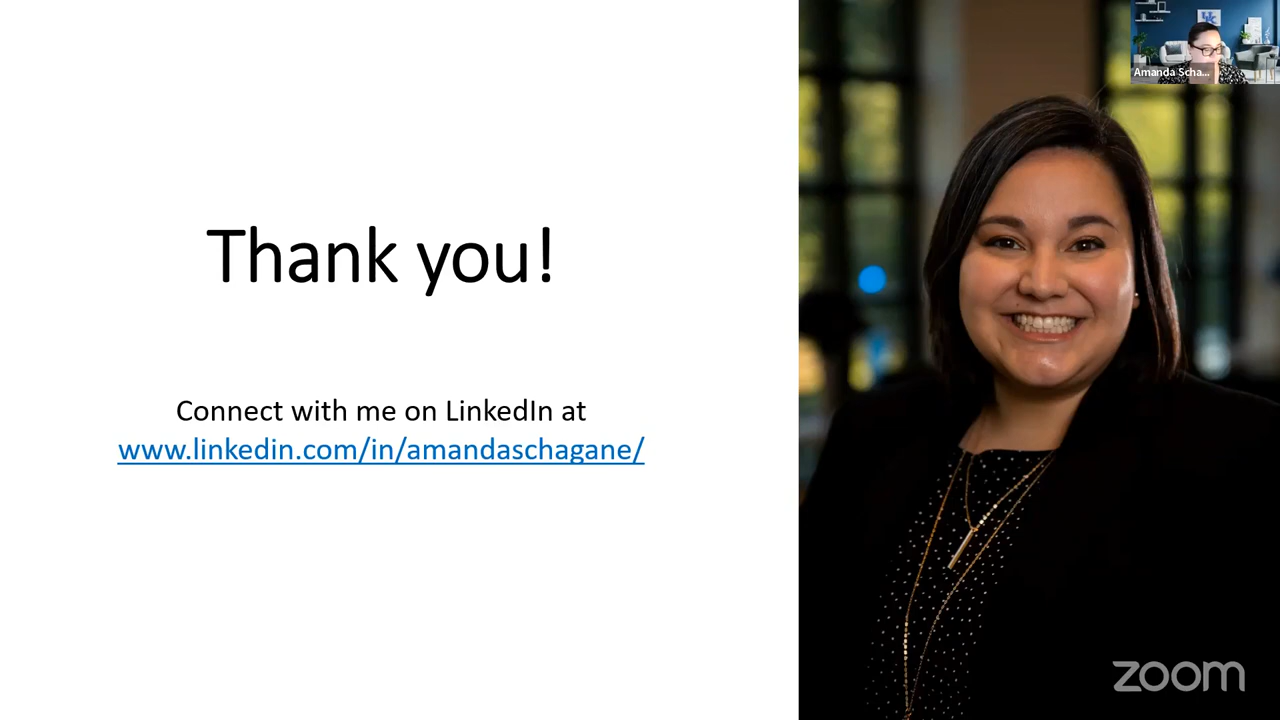 Amanda Scha...
Thank you!
Connect with me on LinkedIn at
www.linkedin.com/in/amandaschagane/
zoom